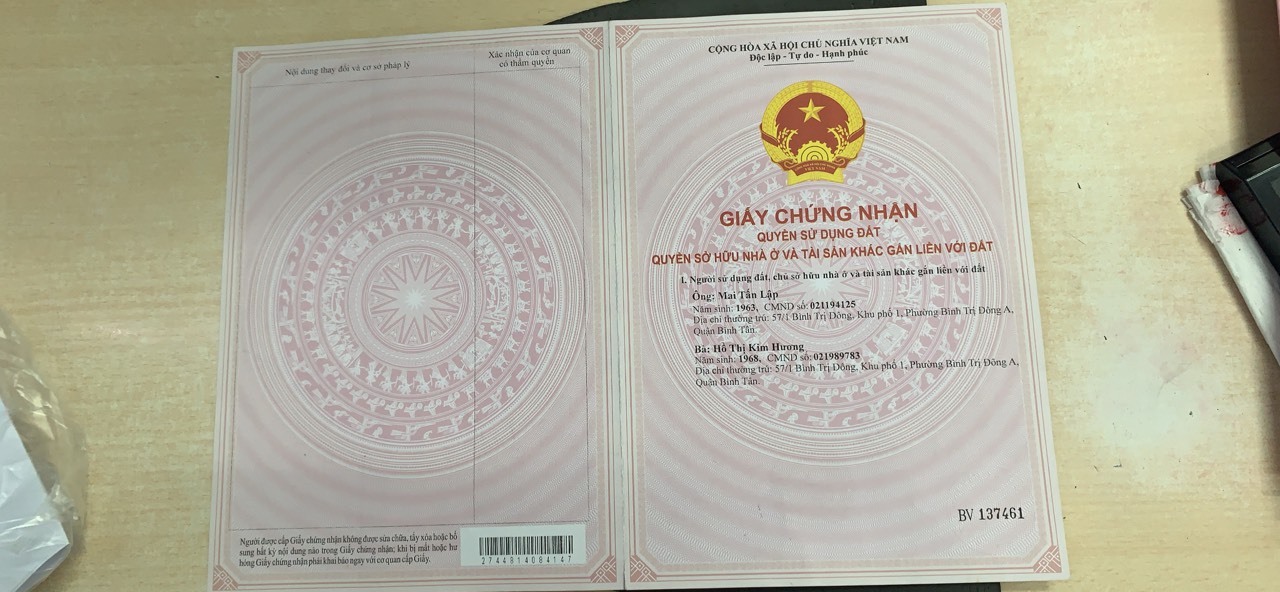 Nội dung thay đổi và cơ sở pháp lý
Xác nhận của cơ quan
có thẩm quyền
Người được cấp Giấy chứng nhận không được sửa chữa, tẩy xóa hoặc bổ
sung bất kỳ nội dung nào trong Giấy chứng nhận; khi bị mất hoặc hư
hỏng Giấy chứng nhận phải khai báo ngay với cơ quan cấp Giấy.
2744814084147
CỘNG HÒA XÃ HỘI CHỦ NGHĨA VIỆT NAM
Độc lập - Tự do - Hạnh phúc
VIỆT NAM
GIẤY CHỨNG NHẬN
QUYỀN SỬ DỤNG ĐẤT
QUYỀN SỞ HỮU NHÀ Ở VÀ TÀI SẢN KHÁC GẮN LIỀN VỚI ĐẤT
I. Người sử dụng đất, chủ sở hữu nhà ở và tài sản khác gắn liền với đất
Ông: Mai Tấn Lập
Năm sinh: 1963, CMND số: 021194125
Địa chỉ thường trú: 57/1 Bình Trị Đông, Khu phố 1, Phường Bình Trị Đông A,
Quận Bình Tân.
Bà: Hồ Thị Kim Hương
Năm sinh: 1968, CMND số: 021989783
Địa chỉ thường trú: 57/1 Bình Trị Đông, Khu phố 1, Phường Bình Trị Đông A,
Quận Bình Tân.
BV 137461